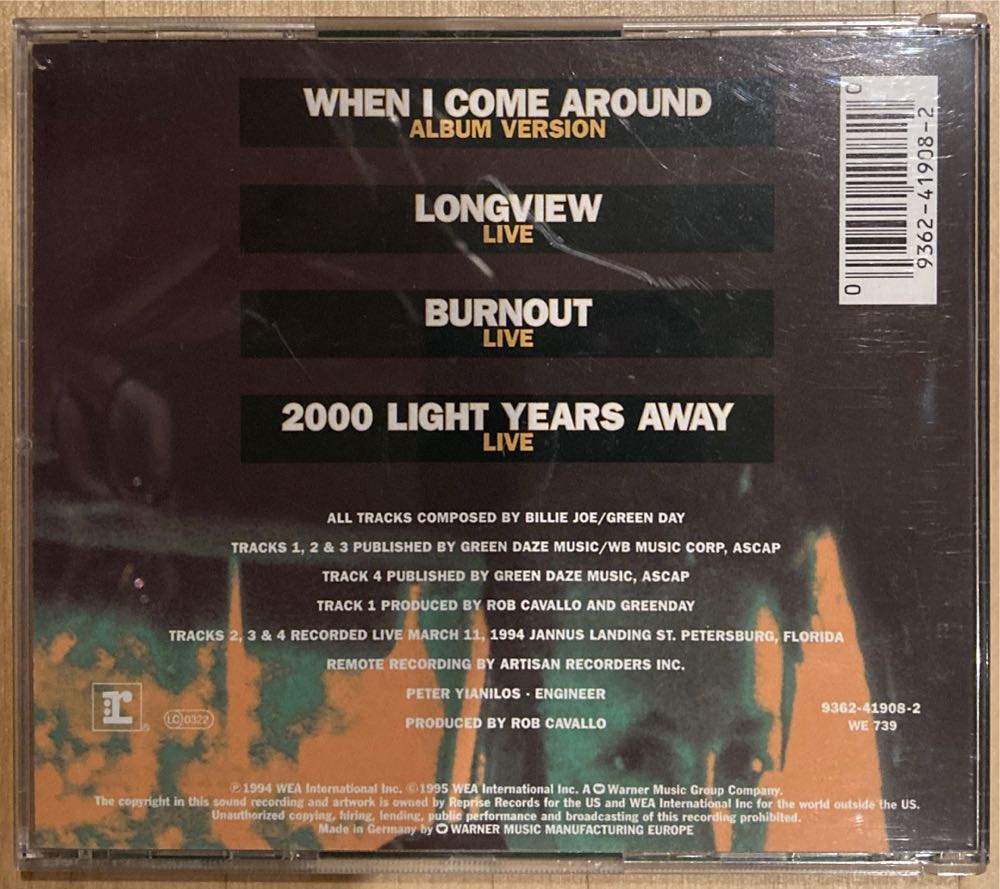 WHEN I COME AROUND
ALBUM VERSION
LONGVIEW
LIVE
BURNOUT
LIVE
2000 LIGHT YEARS AWAY
LIVE
0 9362-41908-2 0
ALL TRACKS COMPOSED BY BILLIE JOE/GREEN DAY
TRACKS 1, 2 & 3 PUBLISHED BY GREEN DAZE MUSIC/WB MUSIC CORP, ASCAP
TRACK 4 PUBLISHED BY GREEN DAZE MUSIC, ASCAP
TRACK 1 PRODUCED BY ROB CAVALLO AND GREENDAY
TRACKS 2, 3 & 4 RECORDED LIVE MARCH 11, 1994 JANNUS LANDING ST. PETERSBURG, FLORIDA
REMOTE RECORDING BY ARTISAN RECORDERS INC.
PETER YIANILOS · ENGINEER
PRODUCED BY ROB CAVALLO
:r
®
LC 0322
9362-41908-2
WE 739
℗1994 WEA International Inc. ©1995 WEA International Inc. A Warner Music Group Company.
The copyright in this sound recording and artwork is owned by Reprise Records for the US and WEA International Inc for the world outside the US.
Unauthorized copying, hiring, lending, public performance and broadcasting of this recording prohibited.
Made in Germany by WARNER MUSIC MANUFACTURING EUROPE